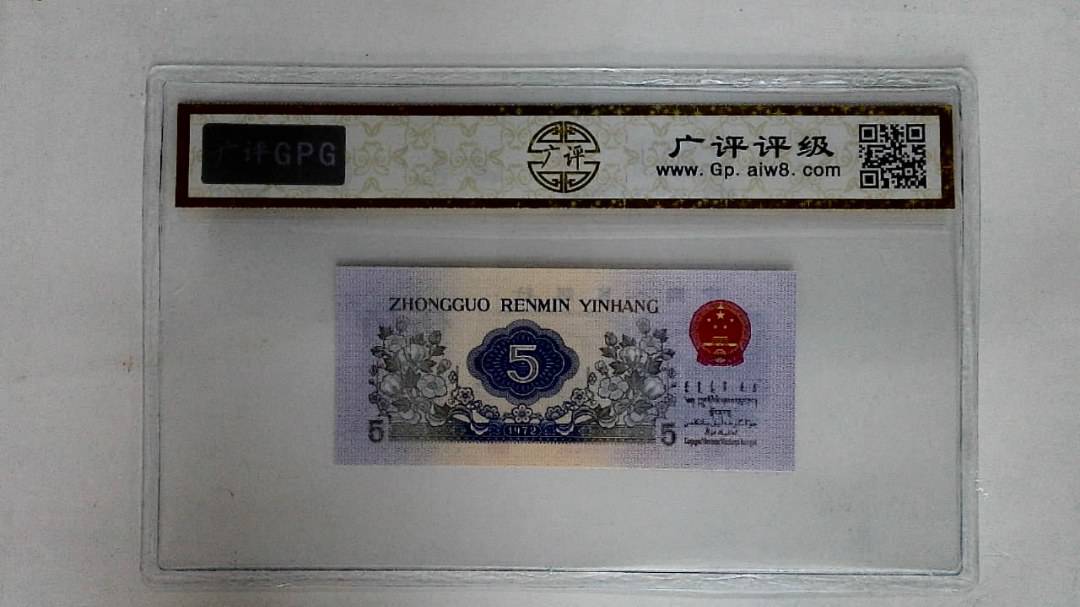 广评GPG
广评
广评评级
www. Gp. aiw8. com
ZHONGGUO RENMIN YINHANG
5
1972
5
5